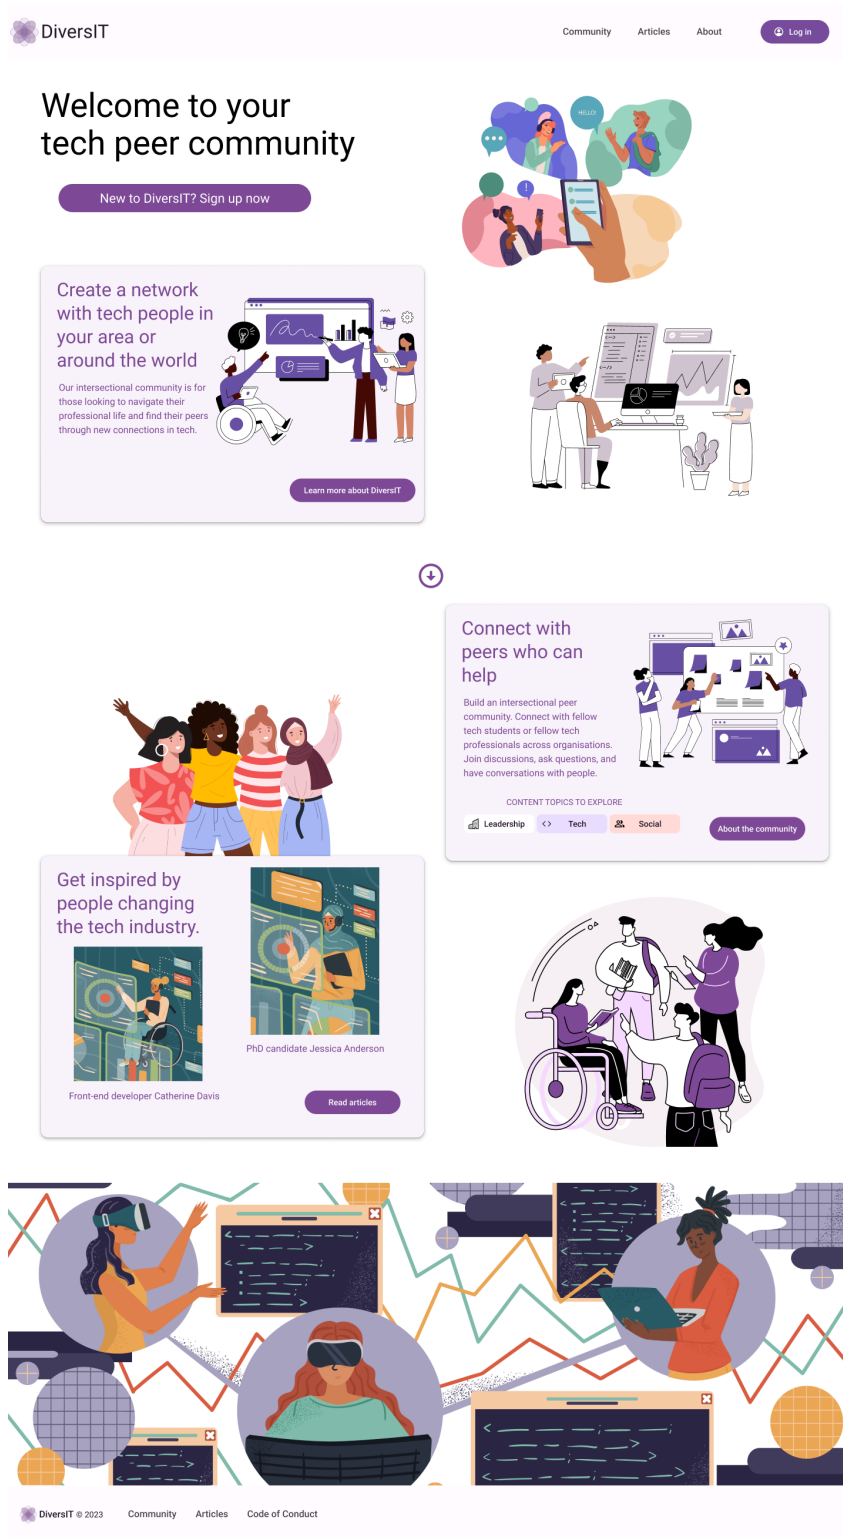 DiversIT
Community
Articles
About
Log in
Welcome to your
tech peer community
New to DiversIT? Sign up now
HELLO!
!
Create a network
with tech people in
your area or
around the world
Our intersectional community is for
those looking to navigate their
professional life and find their peers
through new connections in tech.
Learn more about DiversIT
Connect with
peers who can
help
Build an intersectional peer
community. Connect with fellow
tech students or fellow tech
professionals across organisations.
Join discussions, ask questions, and
have conversations with people.
CONTENT TOPICS TO EXPLORE
Leadership
Tech
Social
About the community
Get inspired by
people changing
the tech industry.
PhD candidate Jessica Anderson
Front-end developer Catherine Davis
Read articles
DiversIT © 2023
Community
Articles
Code of Conduct